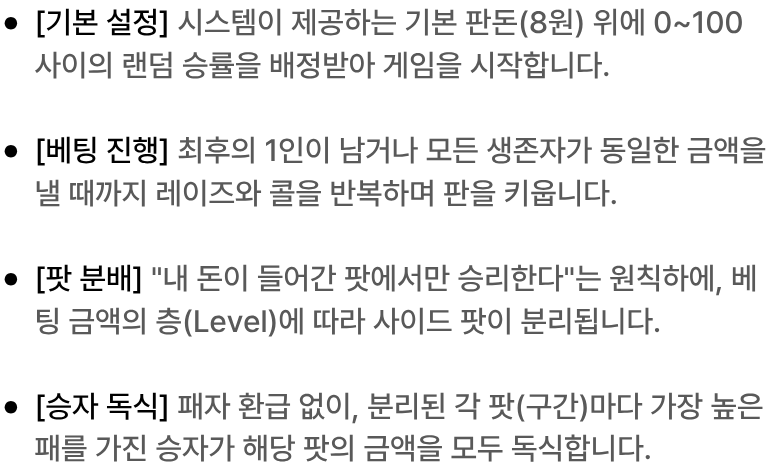 • [기본 설정] 시스템이 제공하는 기본 판돈(8원) 위에 0~100
사이의 랜덤 승률을 배정받아 게임을 시작합니다.
• [베팅 진행] 최후의 1인이 남거나 모든 생존자가 동일한 금액을
낼 때까지 레이즈와 콜을 반복하며 판을 키웁니다.
• [팟 분배] "내 돈이 들어간 팟에서만 승리한다"는 원칙하에, 베
팅 금액의 층(Level)에 따라 사이드 팟이 분리됩니다.
• [승자 독식] 패자 환급 없이, 분리된 각 팟(구간)마다 가장 높은
패를 가진 승자가 해당 팟의 금액을 모두 독식합니다.